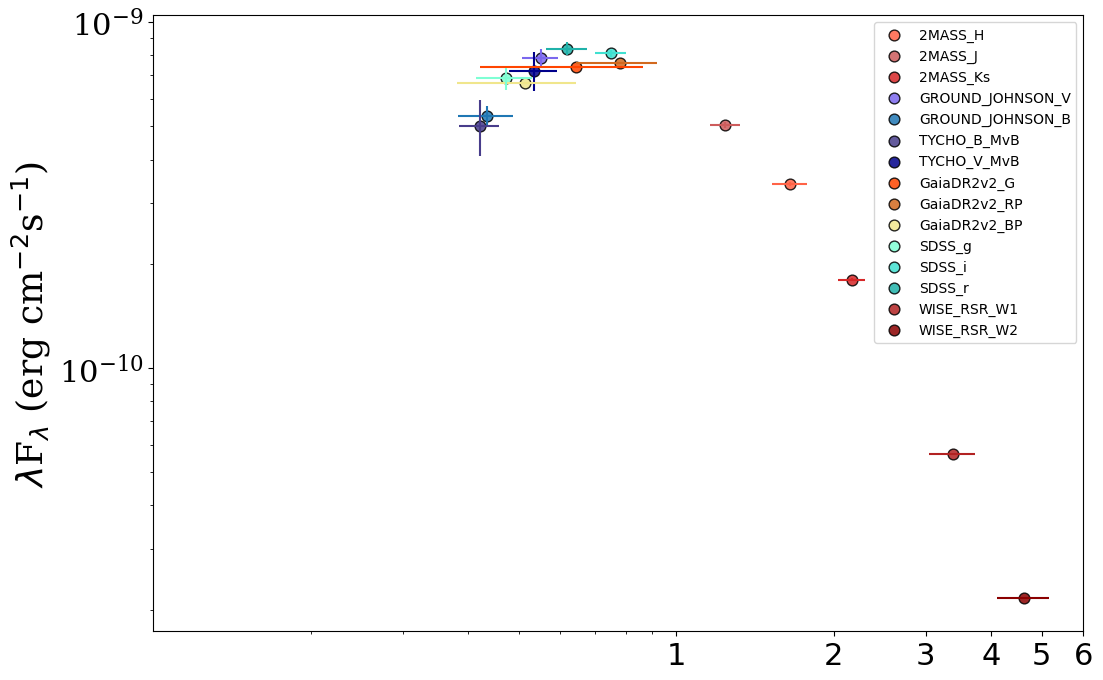 10⁻⁹
10⁻¹⁰
λF_λ (erg cm⁻²s⁻¹)
2MASS_H
2MASS_J
2MASS_Ks
GROUND_JOHNSON_V
GROUND_JOHNSON_B
TYCHO_B_MvB
TYCHO_V_MvB
GaiaDR2v2_G
GaiaDR2v2_RP
GaiaDR2v2_BP
SDSS_g
SDSS_i
SDSS_r
WISE_RSR_W1
WISE_RSR_W2
1 2 3 4 5 6